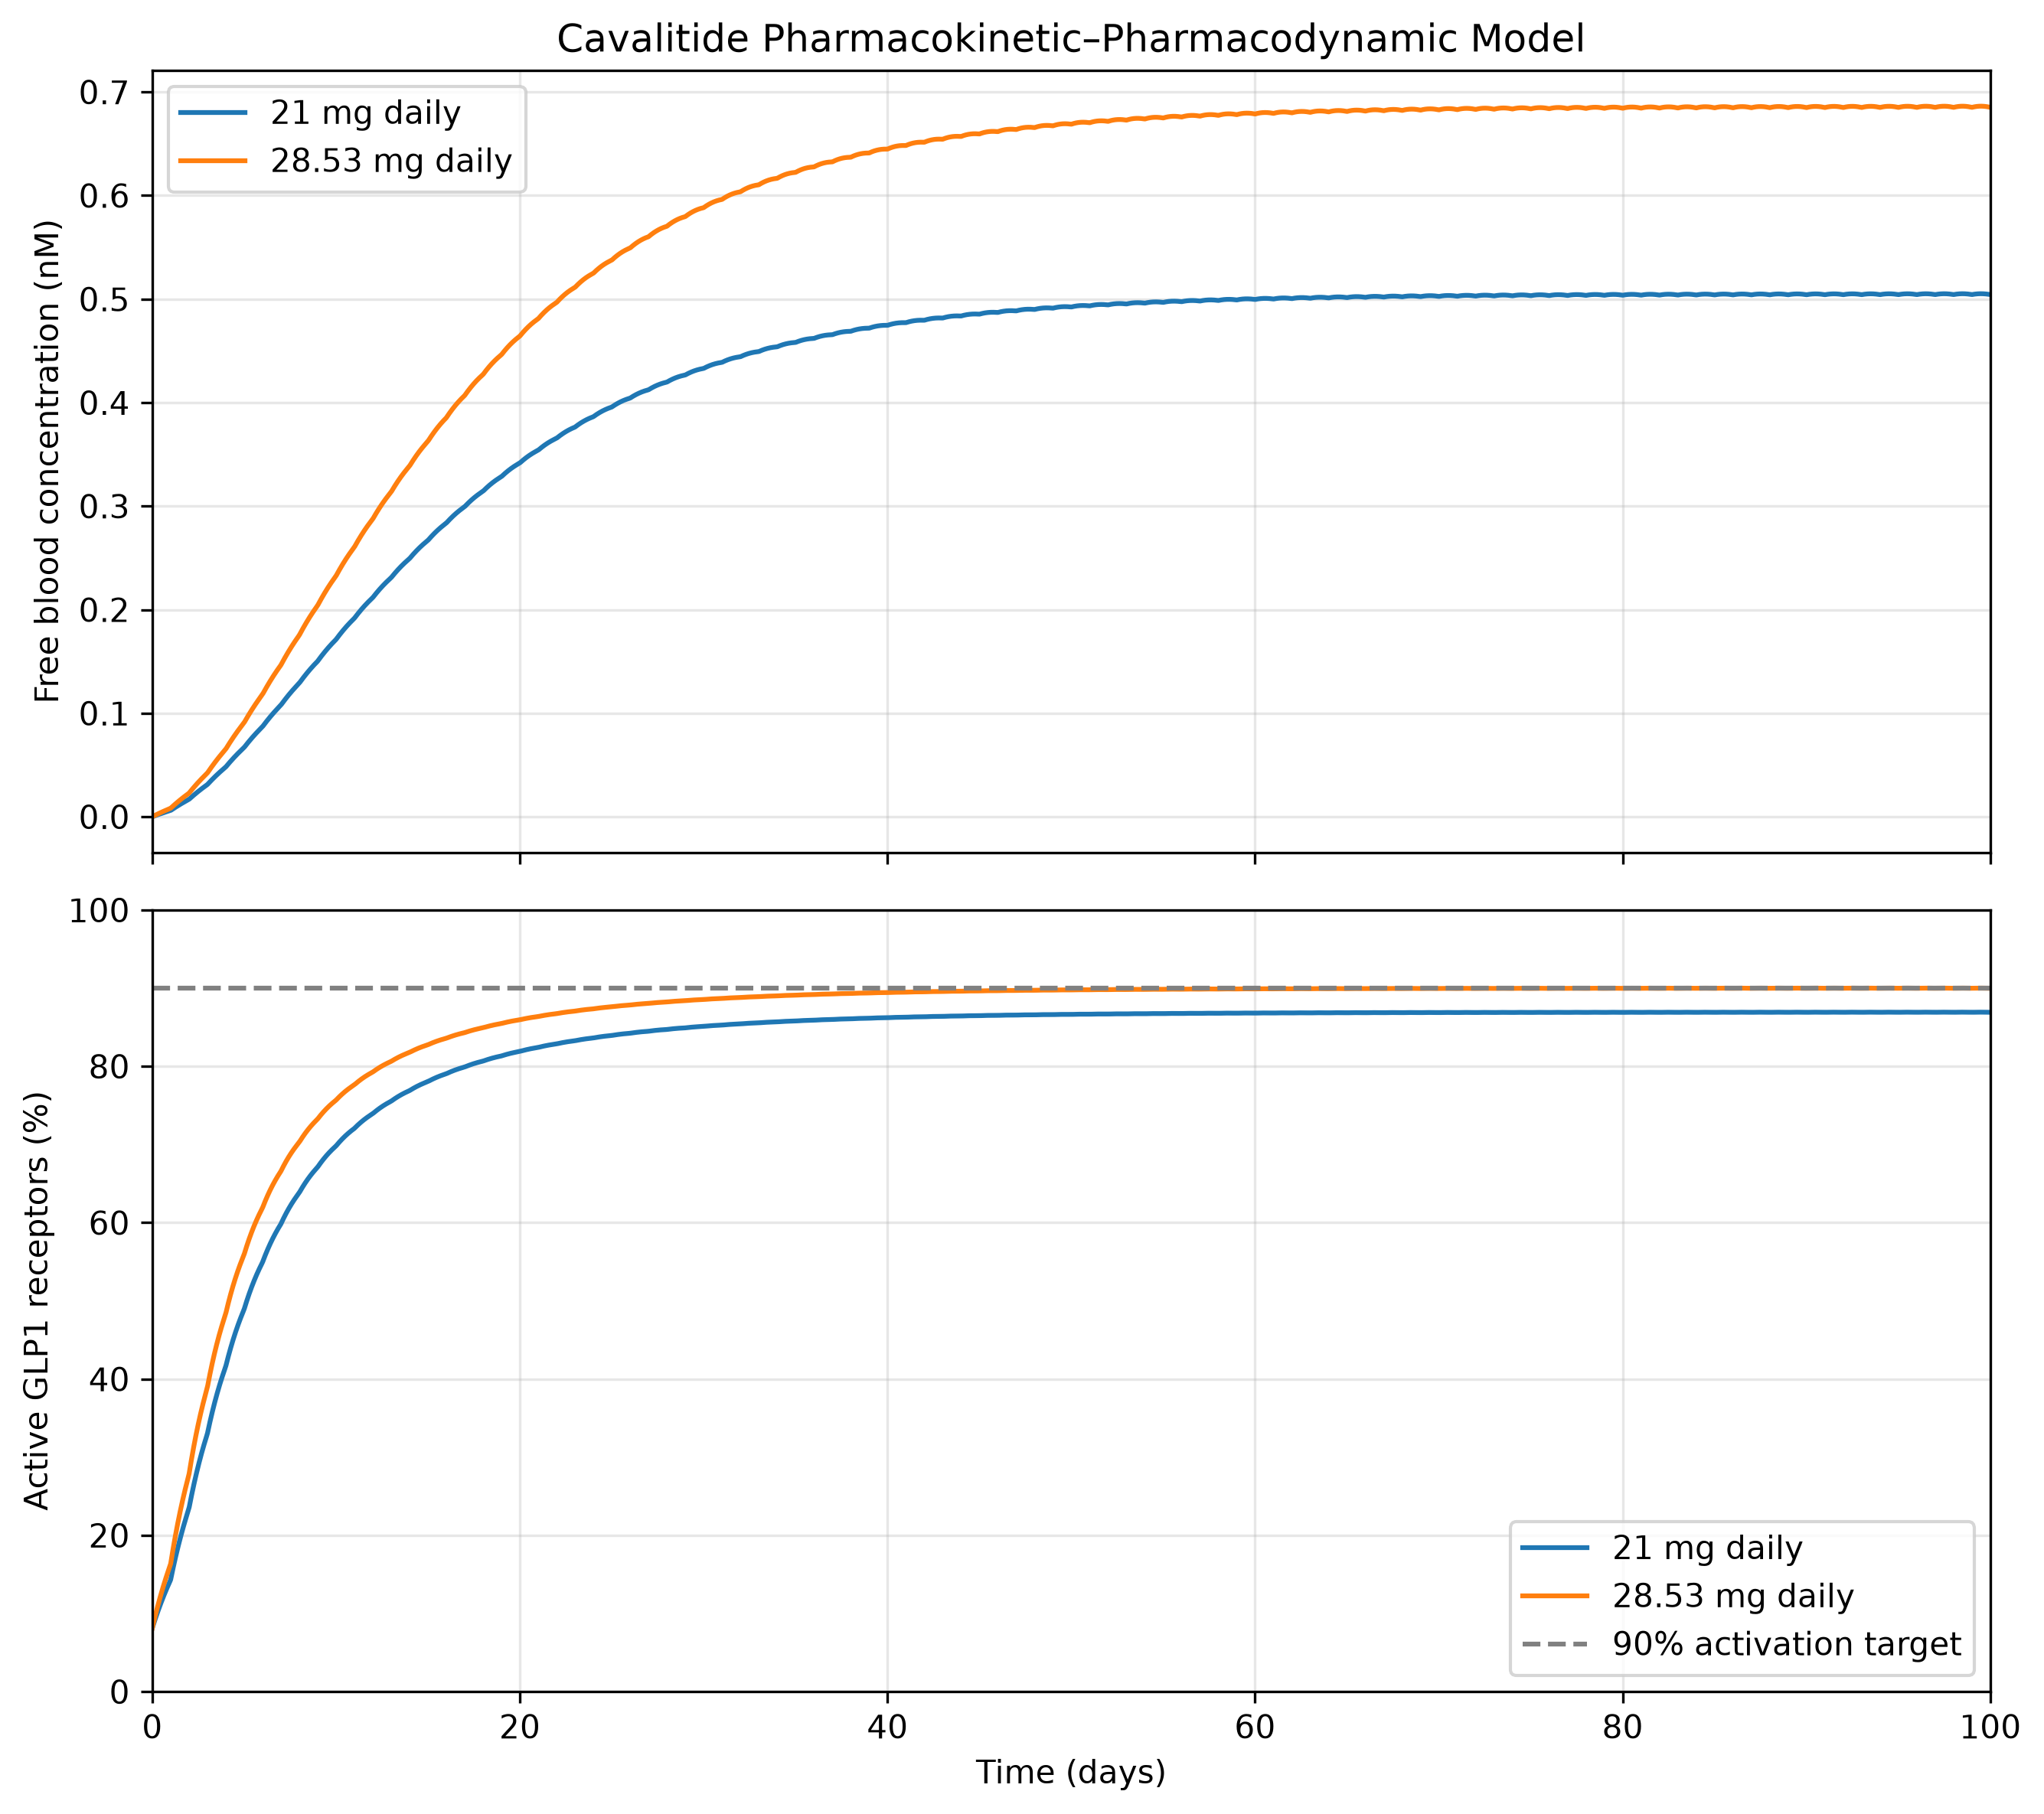 Cavalitide Pharmacokinetic–Pharmacodynamic Model
21 mg daily
28.53 mg daily
Free blood concentration (nM)
0.7
0.6
0.5
0.4
0.3
0.2
0.1
0.0
Active GLP1 receptors (%)
100
80
60
40
20
0
21 mg daily
28.53 mg daily
90% activation target
0 20 40 60 80 100
Time (days)